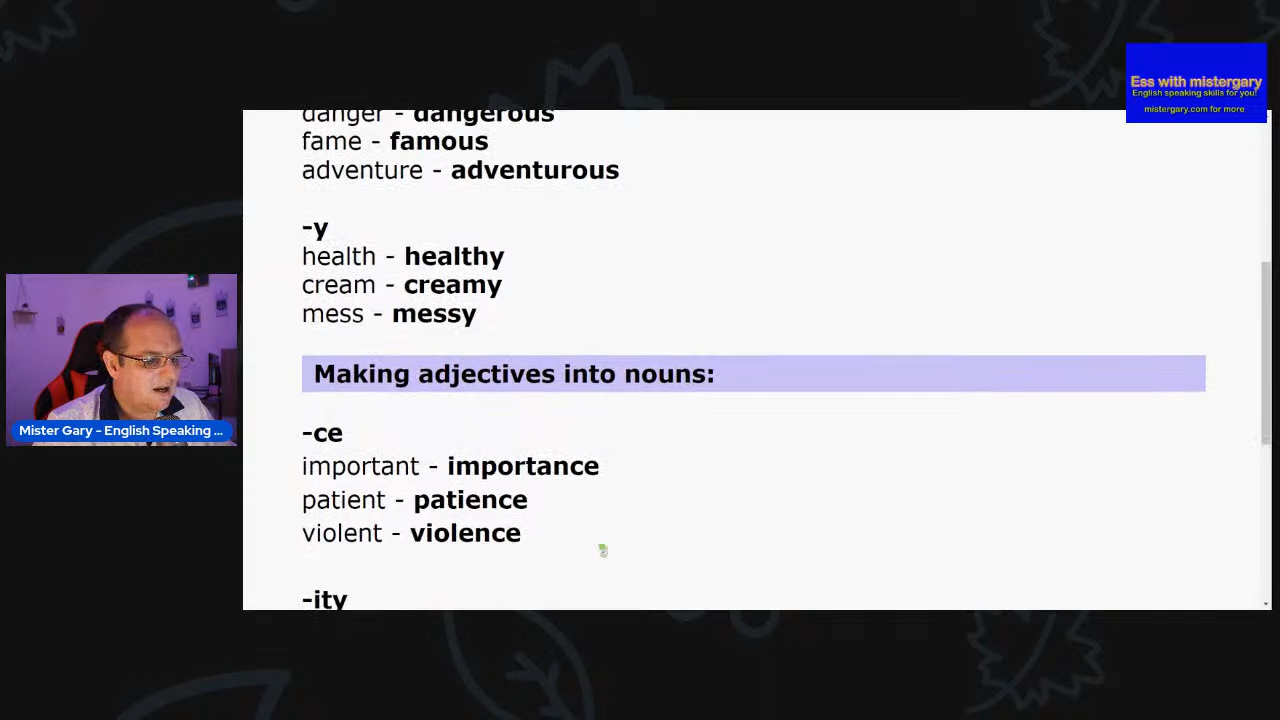 Ess with mistergary
English speaking skills for you!
mistergary.com for more
danger - dangerous
fame - famous
adventure - adventurous
-y
health - healthy
cream - creamy
mess - messy
Making adjectives into nouns:
-ce
important - importance
patient - patience
violent - violence
-ity
Mister Gary - English Speaking ...